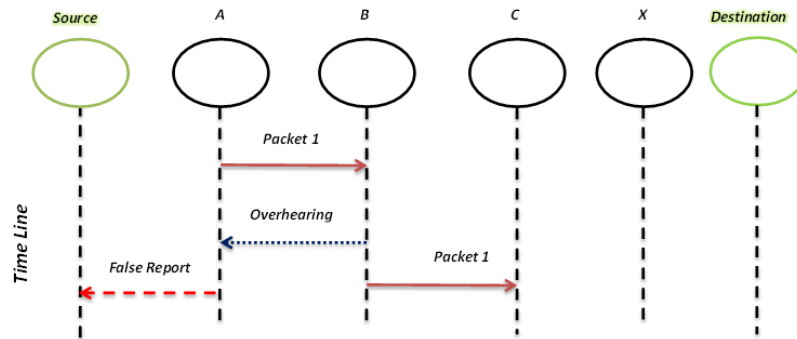 Source
A
B
C
X
Destination
Packet 1
Overhearing
Packet 1
False Report
Time Line